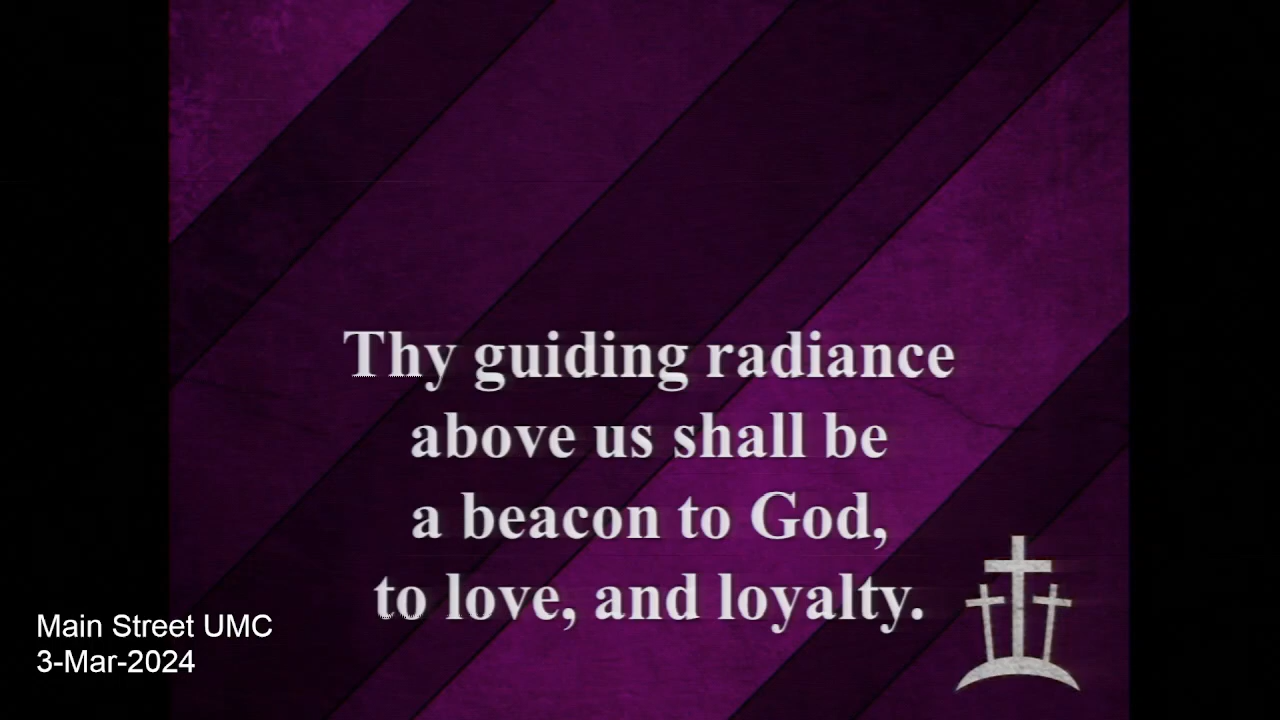 Thy guiding radiance
above us shall be
a beacon to God,
to love, and loyalty.
Main Street UMC
3-Mar-2024